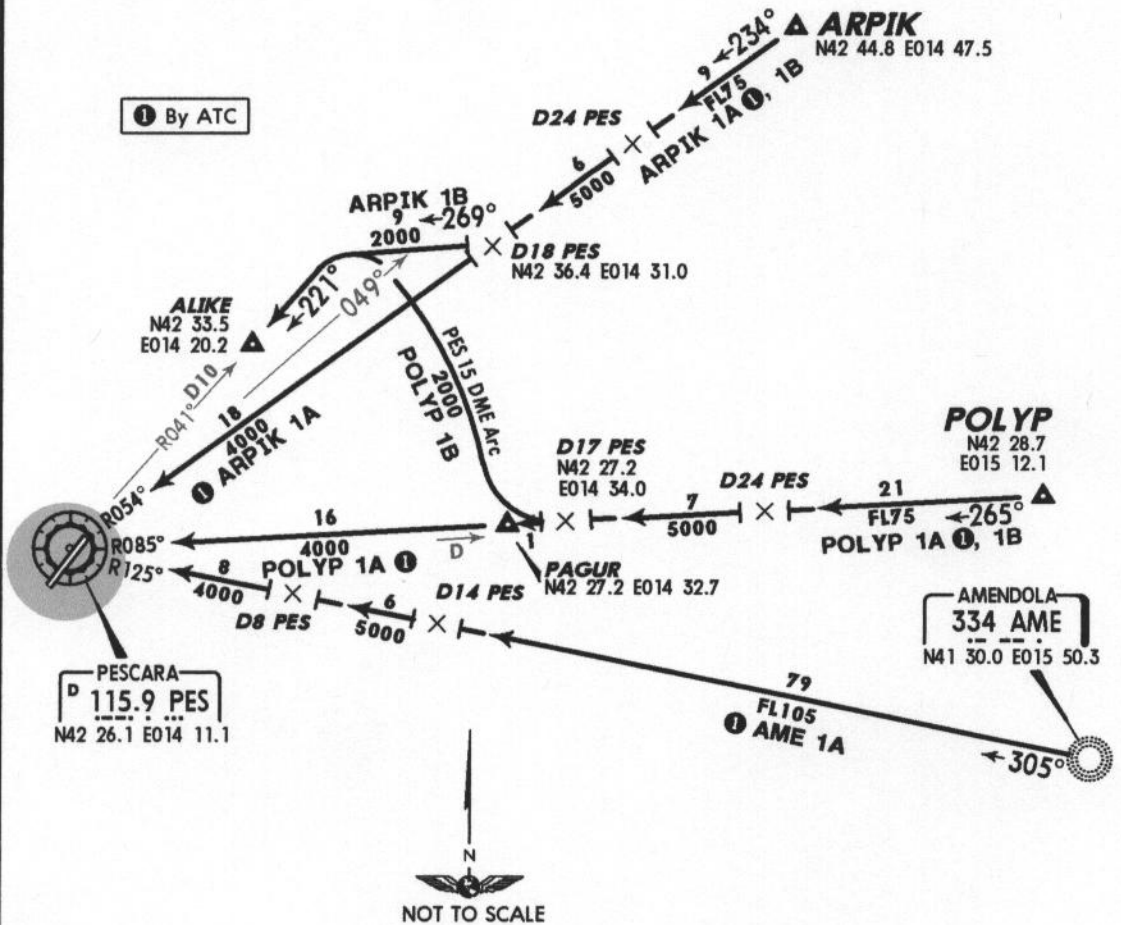 ARPIK
N42 44.8 E014 47.5
9 234°
FL75
ARPIK 1A 1, 1B
1 By ATC
D24 PES
6
5000
ARPIK 1B
9 269°
2000
D18 PES
N42 36.4 E014 31.0
221°
049°
ALIKE
N42 33.5
E014 20.2
R041° D10
PES 15 DME Arc
2000
POLYP 1B
18
4000
1 ARPIK 1A
POLYP
N42 28.7
E015 12.1
D17 PES
N42 27.2
E014 34.0
D24 PES
21
FL75 265°
POLYP 1A 1, 1B
7
5000
R054°
R085°
R125°
16
4000
D
1
POLYP 1A 1
PAGUR
N42 27.2 E014 32.7
8
4000
D8 PES
6
5000
D14 PES
AMENDOLA
334 AME
N41 30.0 E015 50.3
79
FL105
1 AME 1A
305°
PESCARA
D 115.9 PES
N42 26.1 E014 11.1
N
NOT TO SCALE